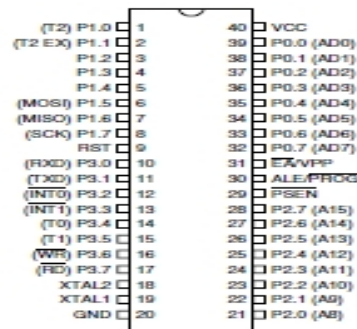 (T2) P1.0 1 40 VCC
(T2 EX) P1.1 2 39 P0.0 (AD0)
P1.2 3 38 P0.1 (AD1)
P1.3 4 37 P0.2 (AD2)
P1.4 5 36 P0.3 (AD3)
(MOSI) P1.5 6 35 P0.4 (AD4)
(MISO) P1.6 7 34 P0.5 (AD5)
(SCK) P1.7 8 33 P0.6 (AD6)
RST 9 32 P0.7 (AD7)
(RXD) P3.0 10 31 EA/VPP
(TXD) P3.1 11 30 ALE/PROG
(INT0) P3.2 12 29 PSEN
(INT1) P3.3 13 28 P2.7 (A15)
(T0) P3.4 14 27 P2.6 (A14)
(T1) P3.5 15 26 P2.5 (A13)
(WR) P3.6 16 25 P2.4 (A12)
(RD) P3.7 17 24 P2.3 (A11)
XTAL2 18 23 P2.2 (A10)
XTAL1 19 22 P2.1 (A9)
GND 20 21 P2.0 (A8)